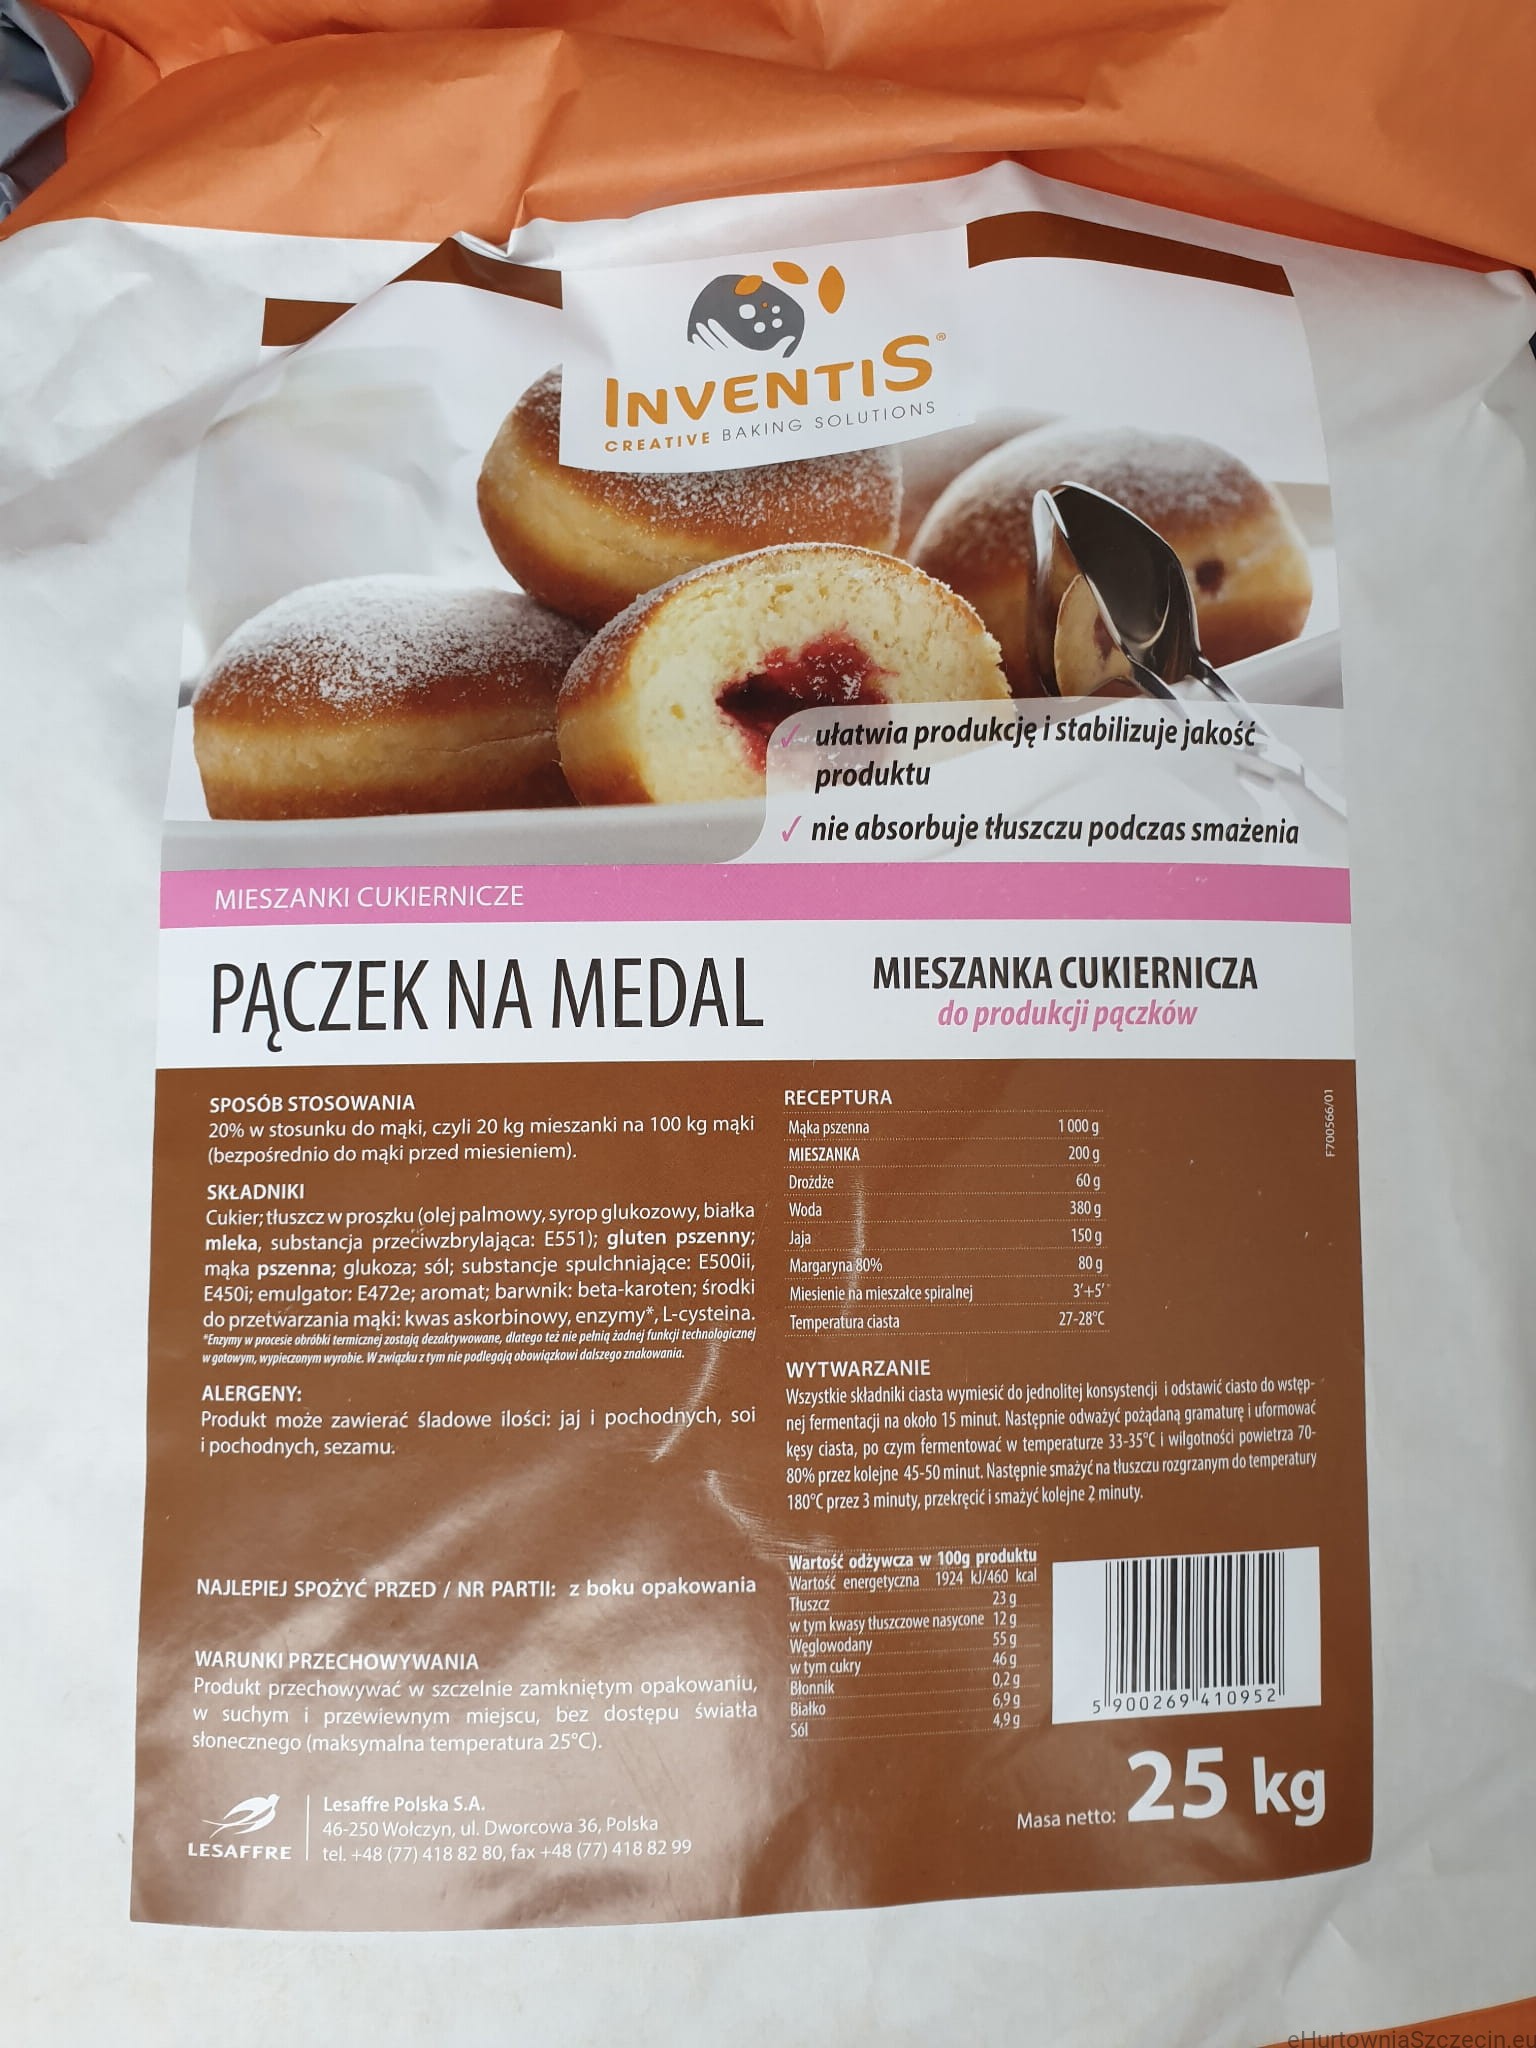 INVENTIS®
CREATIVE BAKING SOLUTIONS
✓ ułatwia produkcję i stabilizuje jakość
produktu
✓ nie absorbuje tłuszczu podczas smażenia
MIESZANKI CUKIERNICZE
PĄCZEK NA MEDAL
MIESZANKA CUKIERNICZA
do produkcji pączków
SPOSÓB STOSOWANIA
20% w stosunku do mąki, czyli 20 kg mieszanki na 100 kg mąki
(bezpośrednio do mąki przed miesieniem).
SKŁADNIKI
Cukier; tłuszcz w proszku (olej palmowy, syrop glukozowy, białka
mleka, substancja przeciwzbrylająca: E551); gluten pszenny;
mąka pszenna; glukoza; sól; substancje spulchniające: E500ii,
E450i; emulgator: E472e; aromat; barwnik: beta-karoten; środki
do przetwarzania mąki: kwas askorbinowy, enzymy*, L-cysteina.
*Enzymy w procesie obróbki termicznej zostają dezaktywowane, dlatego też nie pełnią żadnej funkcji technologicznej
w gotowym, wypieczonym wyrobie. W związku z tym nie podlegają obowiązkowi dalszego znakowania.
ALERGENY:
Produkt może zawierać śladowe ilości: jaj i pochodnych, soi
i pochodnych, sezamu.
NAJLEPIEJ SPOŻYĆ PRZED / NR PARTII: z boku opakowania
WARUNKI PRZECHOWYWANIA
Produkt przechowywać w szczelnie zamkniętym opakowaniu,
w suchym i przewiewnym miejscu, bez dostępu światła
słonecznego (maksymalna temperatura 25°C).
LESAFFRE
Lesaffre Polska S.A.
46-250 Wołczyn, ul. Dworcowa 36, Polska
tel. +48 (77) 418 82 80, fax +48 (77) 418 82 99
RECEPTURA
Mąka pszenna 1 000 g
MIESZANKA 200 g
Drożdże 60 g
Woda 380 g
Jaja 150 g
Margaryna 80% 80 g
Miesienie na mieszałce spiralnej 3'+5'
Temperatura ciasta 27-28°C
F700566/01
WYTWARZANIE
Wszystkie składniki ciasta wymiesić do jednolitej konsystencji i odstawić ciasto do wstęp-
nej fermentacji na około 15 minut. Następnie odważyć pożądaną gramaturę i uformować
kęsy ciasta, po czym fermentować w temperaturze 33-35°C i wilgotności powietrza 70-
80% przez kolejne 45-50 minut. Następnie smażyć na tłuszczu rozgrzanym do temperatury
180°C przez 3 minuty, przekręcić i smażyć kolejne 2 minuty.
Wartość odżywcza w 100g produktu
Wartość energetyczna 1924 kJ/460 kcal
Tłuszcz 23 g
w tym kwasy tłuszczowe nasycone 12 g
Węglowodany 55 g
w tym cukry 46 g
Błonnik 0,2 g
Białko 6,9 g
Sól 4,9 g
5 900269 410952
Masa netto: 25 kg
eHurtowniaSzczecin.eu